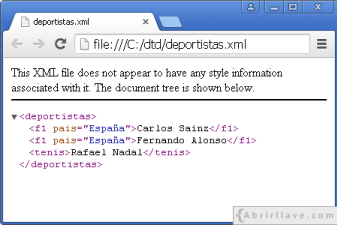 deportistas.xml
file:///C:/dtd/deportistas.xml
This XML file does not appear to have any style information
associated with it. The document tree is shown below.
▼<deportistas>
<f1 pais="España">Carlos Sainz</f1>
<f1 pais="España">Fernando Alonso</f1>
<tenis>Rafael Nadal</tenis>
</deportistas>
{Abrirllave.com